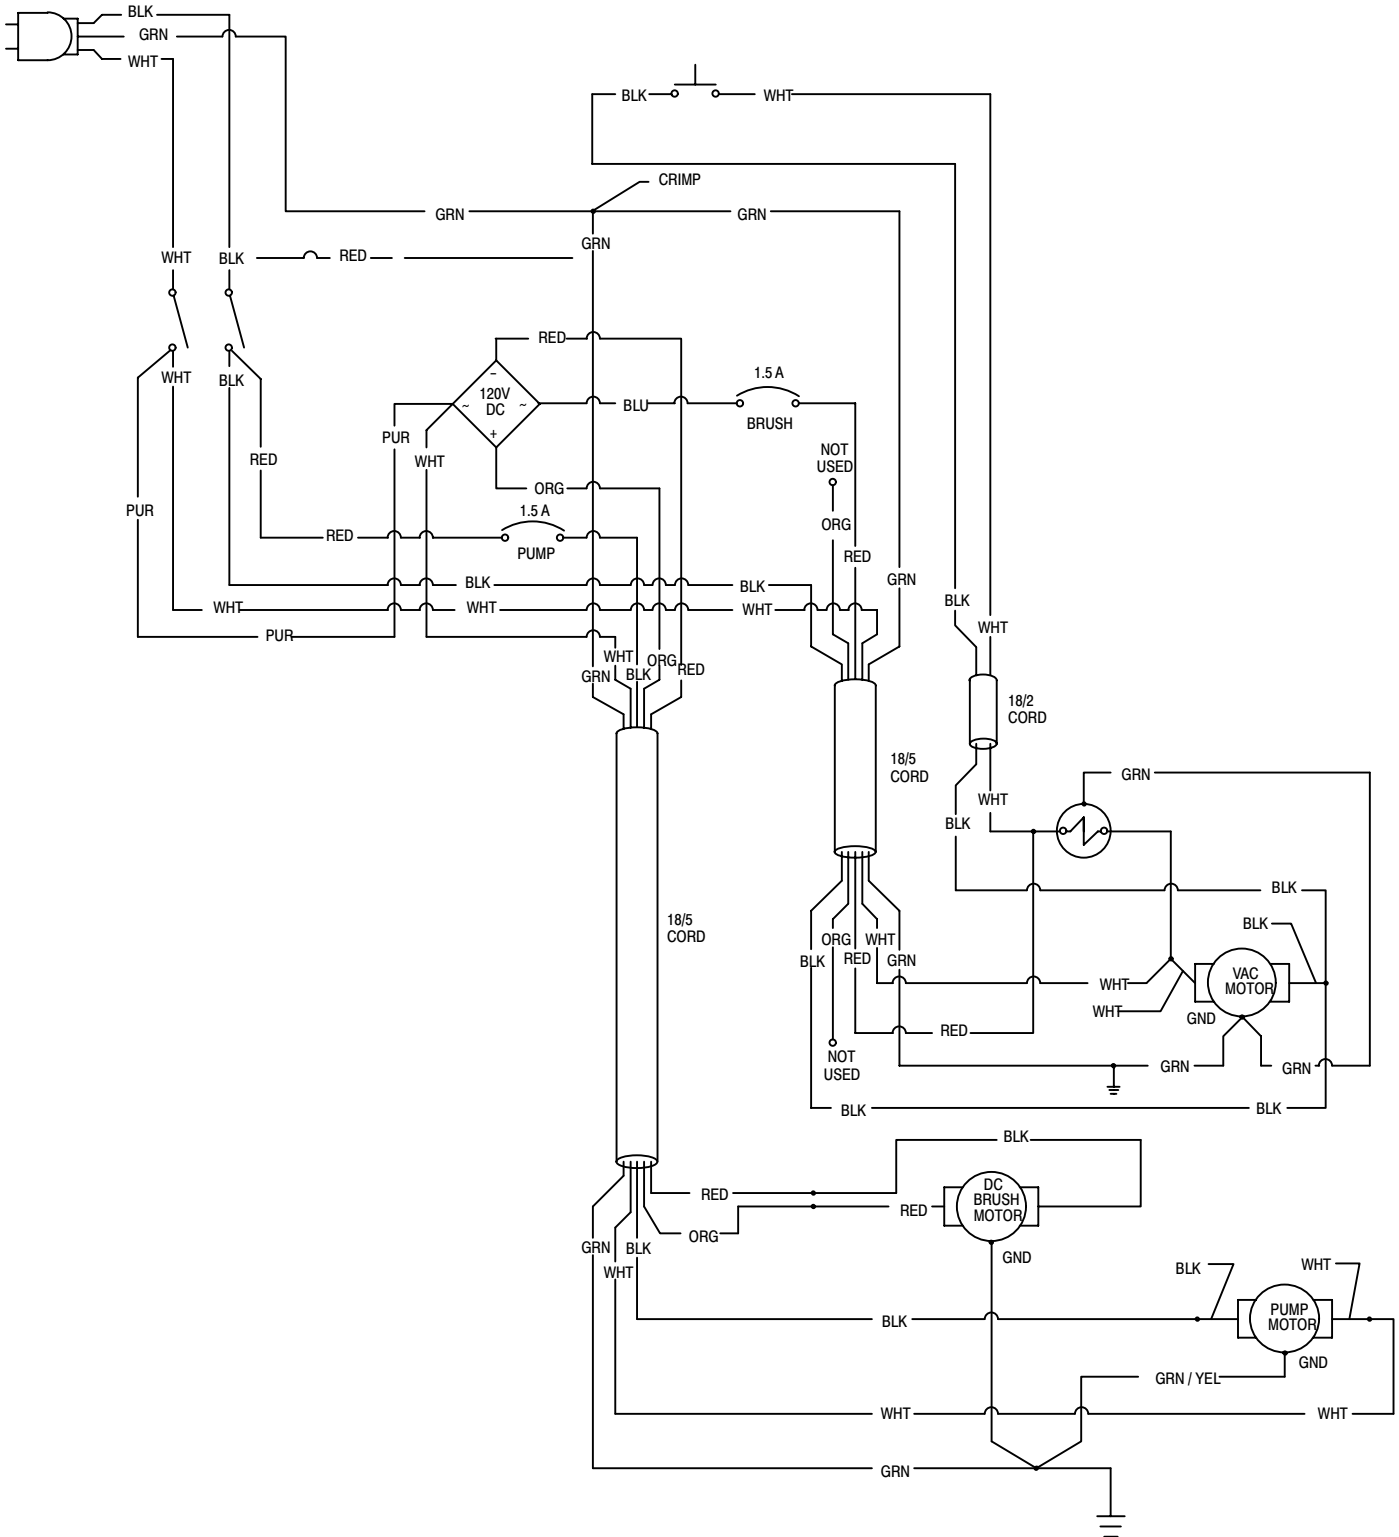 BLK
GRN
WHT
BLK
WHT
CRIMP
GRN
GRN
GRN
WHT
BLK
RED
RED
1.5 A
WHT
BLK
–
120V
DC
~
~
+
BLU
BRUSH
PUR
WHT
RED
NOT
USED
ORG
1.5 A
PUR
ORG
RED
PUMP
RED
GRN
BLK
BLK
BLK
WHT
WHT
WHT
WHT
PUR
WHT
ORG
RED
GRN
BLK
18/2
CORD
18/5
CORD
GRN
WHT
BLK
BLK
18/5
CORD
BLK
ORG
WHT
BLK
RED
GRN
VAC
MOTOR
WHT
WHT
GND
RED
NOT
USED
GRN
GRN
BLK
BLK
BLK
DC
BRUSH
MOTOR
RED
RED
ORG
GRN
BLK
GND
WHT
BLK
WHT
PUMP
MOTOR
BLK
GND
GRN / YEL
WHT
WHT
GRN